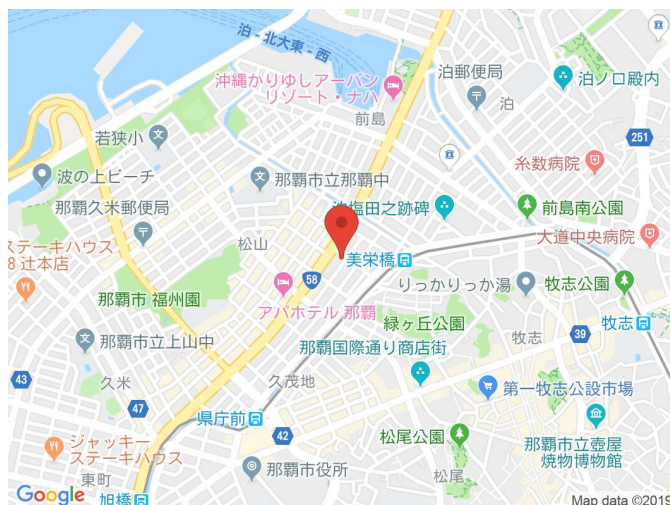 泊-北大東-西
沖縄かりゆしアーバン
リゾート・ナハ
前島
泊郵便局
泊
泊ノ口殿内
251
若狭小
波の上ビーチ
那覇市立那覇中
糸数病院
那覇久米郵便局
塩田之跡碑
前島南公園
松山
大道中央病院
ステーキハウス
8 辻本店
美栄橋
58
りっかりっか湯
牧志公園
那覇市 福州園
アパホテル 那覇
緑ヶ丘公園
牧志
牧志
39
那覇市立上山中
那覇国際通り商店街
43
久米
久茂地
47
第一牧志公設市場
県庁前
42
松尾公園
那覇市立壺屋
焼物博物館
ジャッキー
ステーキハウス
那覇市役所
松尾
東町
旭橋
Google
Map data ©2019